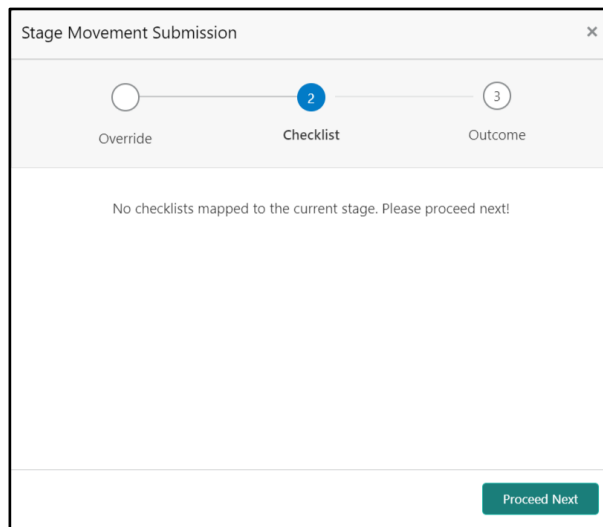 Stage Movement Submission ×
2 3
Override Checklist Outcome
No checklists mapped to the current stage. Please proceed next!
Proceed Next